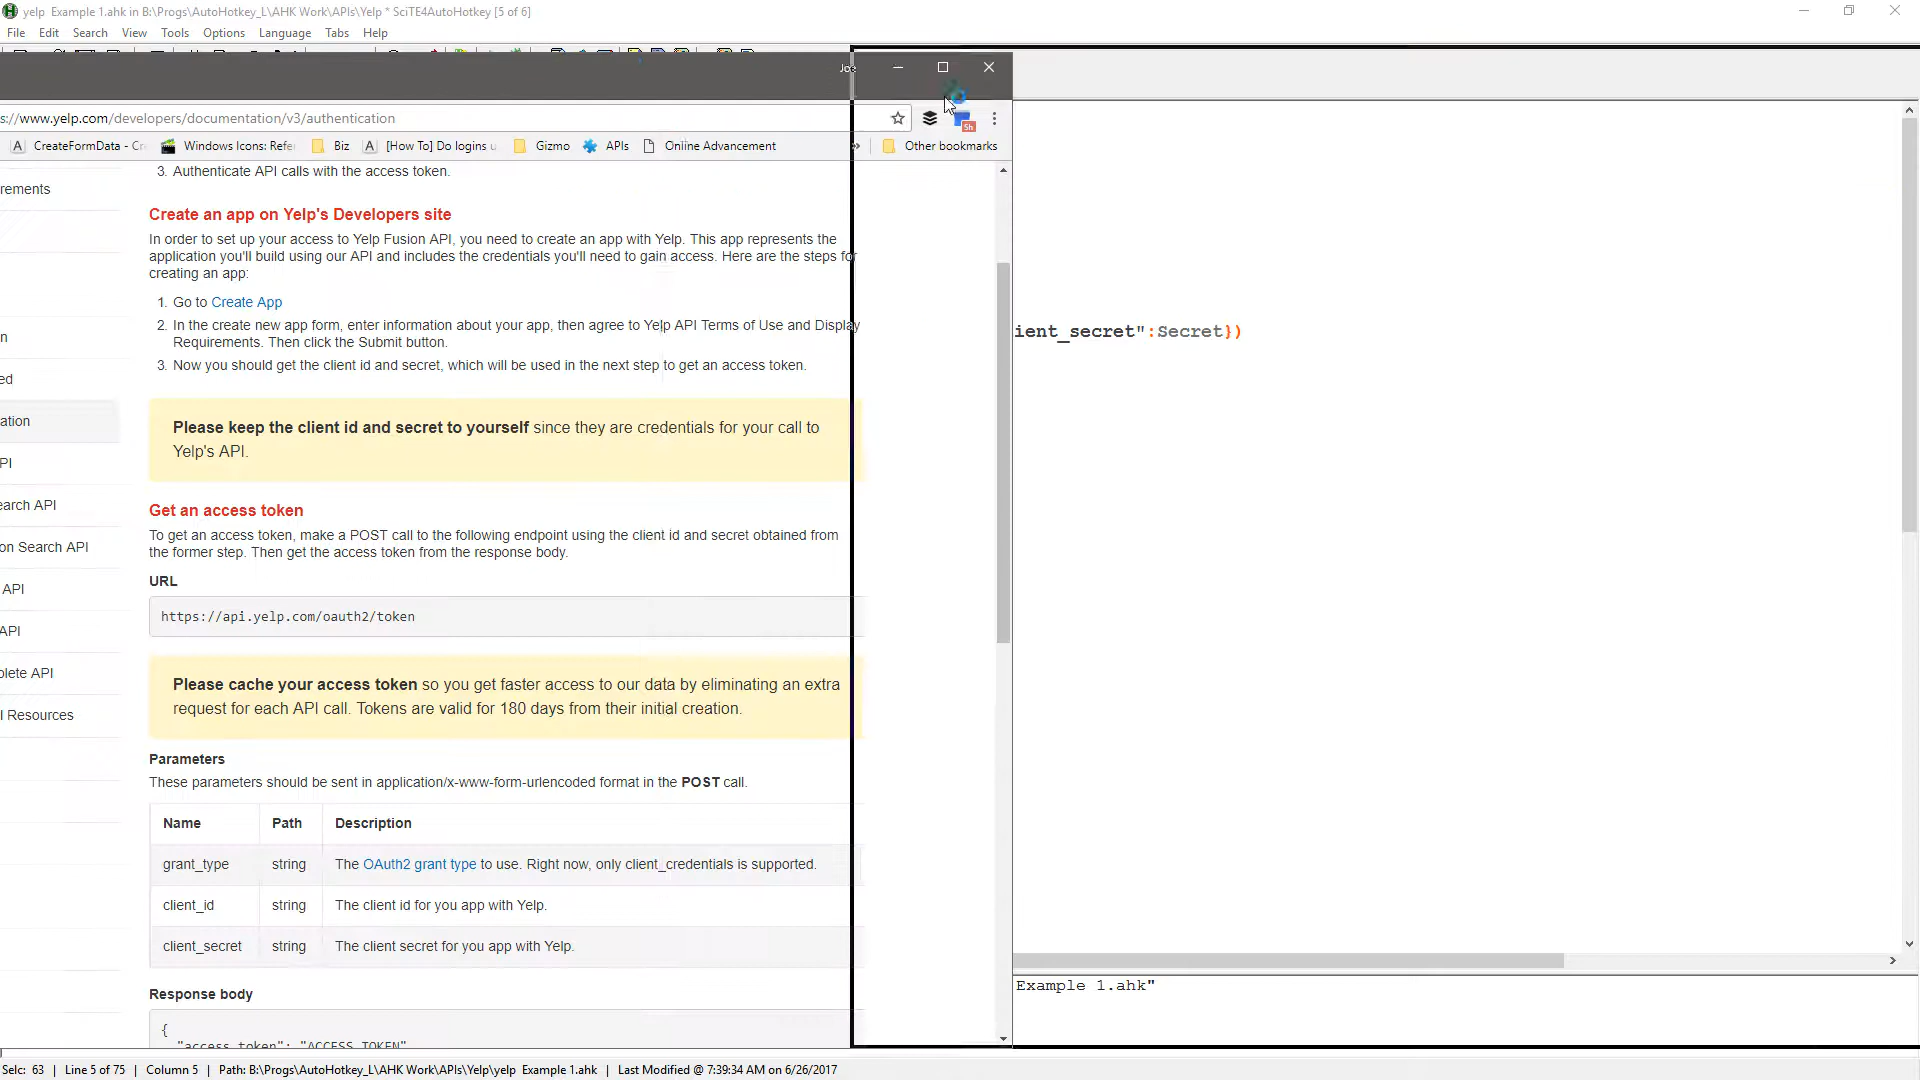 yelp Example 1.ahk in B:\Progs\AutoHotkey_L\AHK Work\APIs\Yelp * SciTE4AutoHotkey [5 of 6]
File Edit Search View Tools Options Language Tabs Help
s://www.yelp.com/developers/documentation/v3/authentication
CreateFormData - Windows Icons: Refe Biz [How To] Do logins Gizmo APIs Online Advancement » Other bookmarks
3. Authenticate API calls with the access token.
rements
Create an app on Yelp's Developers site
In order to set up your access to Yelp Fusion API, you need to create an app with Yelp. This app represents the
application you'll build using our API and includes the credentials you'll need to gain access. Here are the steps for
creating an app:
1. Go to Create App
2. In the create new app form, enter information about your app, then agree to Yelp API Terms of Use and Display
Requirements. Then click the Submit button.
3. Now you should get the client id and secret, which will be used in the next step to get an access token.
ient_secret":Secret})
n
ed
ation
PI
earch API
on Search API
API
API
plete API
l Resources
Please keep the client id and secret to yourself since they are credentials for your call to
Yelp's API.
Get an access token
To get an access token, make a POST call to the following endpoint using the client id and secret obtained from
the former step. Then get the access token from the response body.
URL
https://api.yelp.com/oauth2/token
Please cache your access token so you get faster access to our data by eliminating an extra
request for each API call. Tokens are valid for 180 days from their initial creation.
Parameters
These parameters should be sent in application/x-www-form-urlencoded format in the POST call.
Name Path Description
grant_type string The OAuth2 grant type to use. Right now, only client_credentials is supported.
client_id string The client id for you app with Yelp.
client_secret string The client secret for you app with Yelp.
Response body
{
"access_token": "ACCESS_TOKEN"
Example 1.ahk"
Selc: 63 | Line 5 of 75 | Column 5 | Path: B:\Progs\AutoHotkey_L\AHK Work\APIs\Yelp\yelp Example 1.ahk | Last Modified @ 7:39:34 AM on 6/26/2017